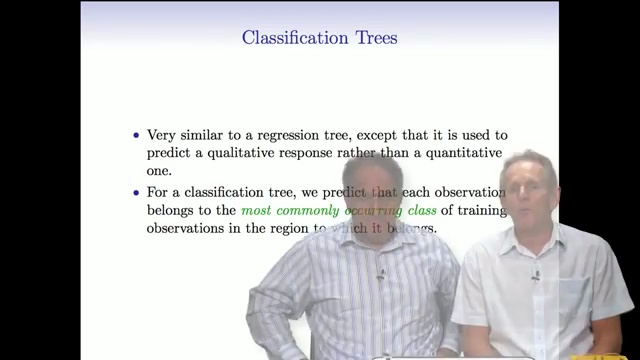 Classification Trees
• Very similar to a regression tree, except that it is used to
predict a qualitative response rather than a quantitative
one.
• For a classification tree, we predict that each observation
belongs to the most commonly occurring class of training
observations in the region to which it belongs.